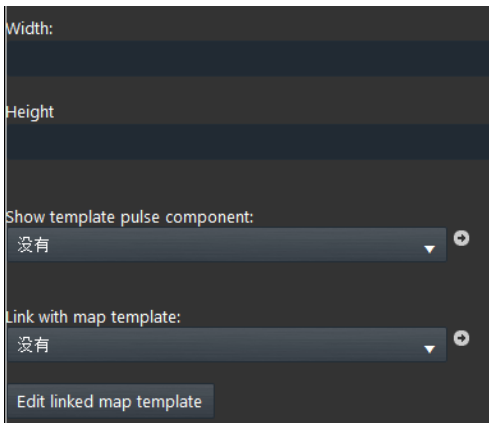 Width:
Height
Show template pulse component:
没有
Link with map template:
没有
Edit linked map template